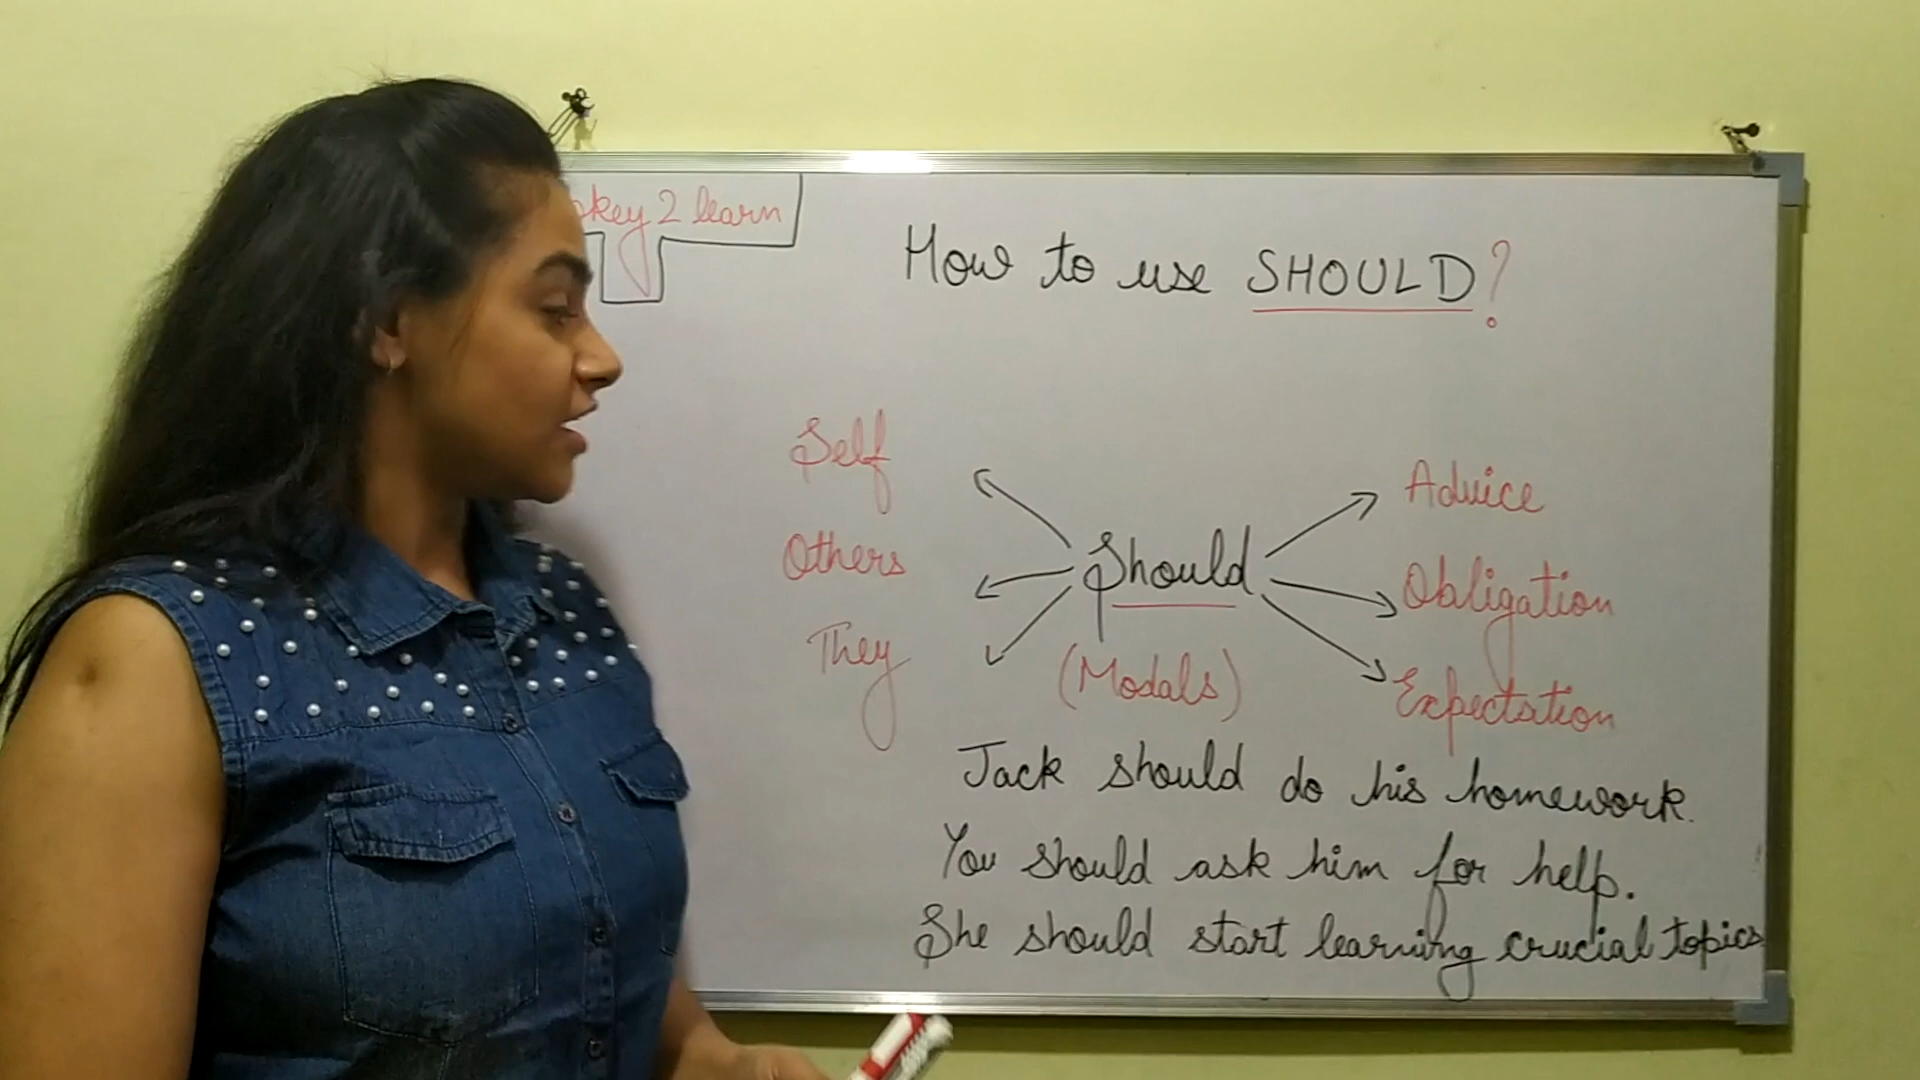 key 2 learn
How to use SHOULD?
Self
Others
They
Should
(Modals)
Advice
Obligation
Expectation
Jack should do his homework.
You should ask him for help.
She should start learning crucial topics